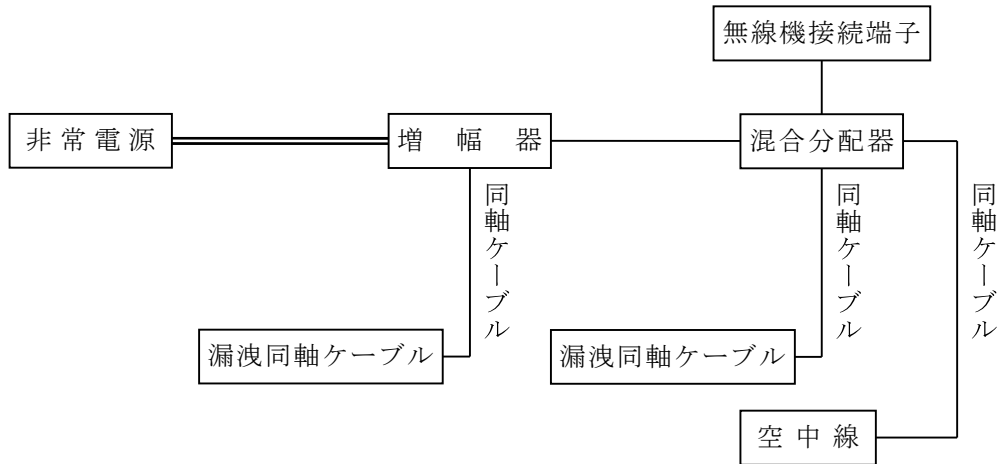 無線機接続端子
非常電源
増幅器
混合分配器
同軸ケーブル
同軸ケーブル
同軸ケーブル
漏洩同軸ケーブル
漏洩同軸ケーブル
空中線